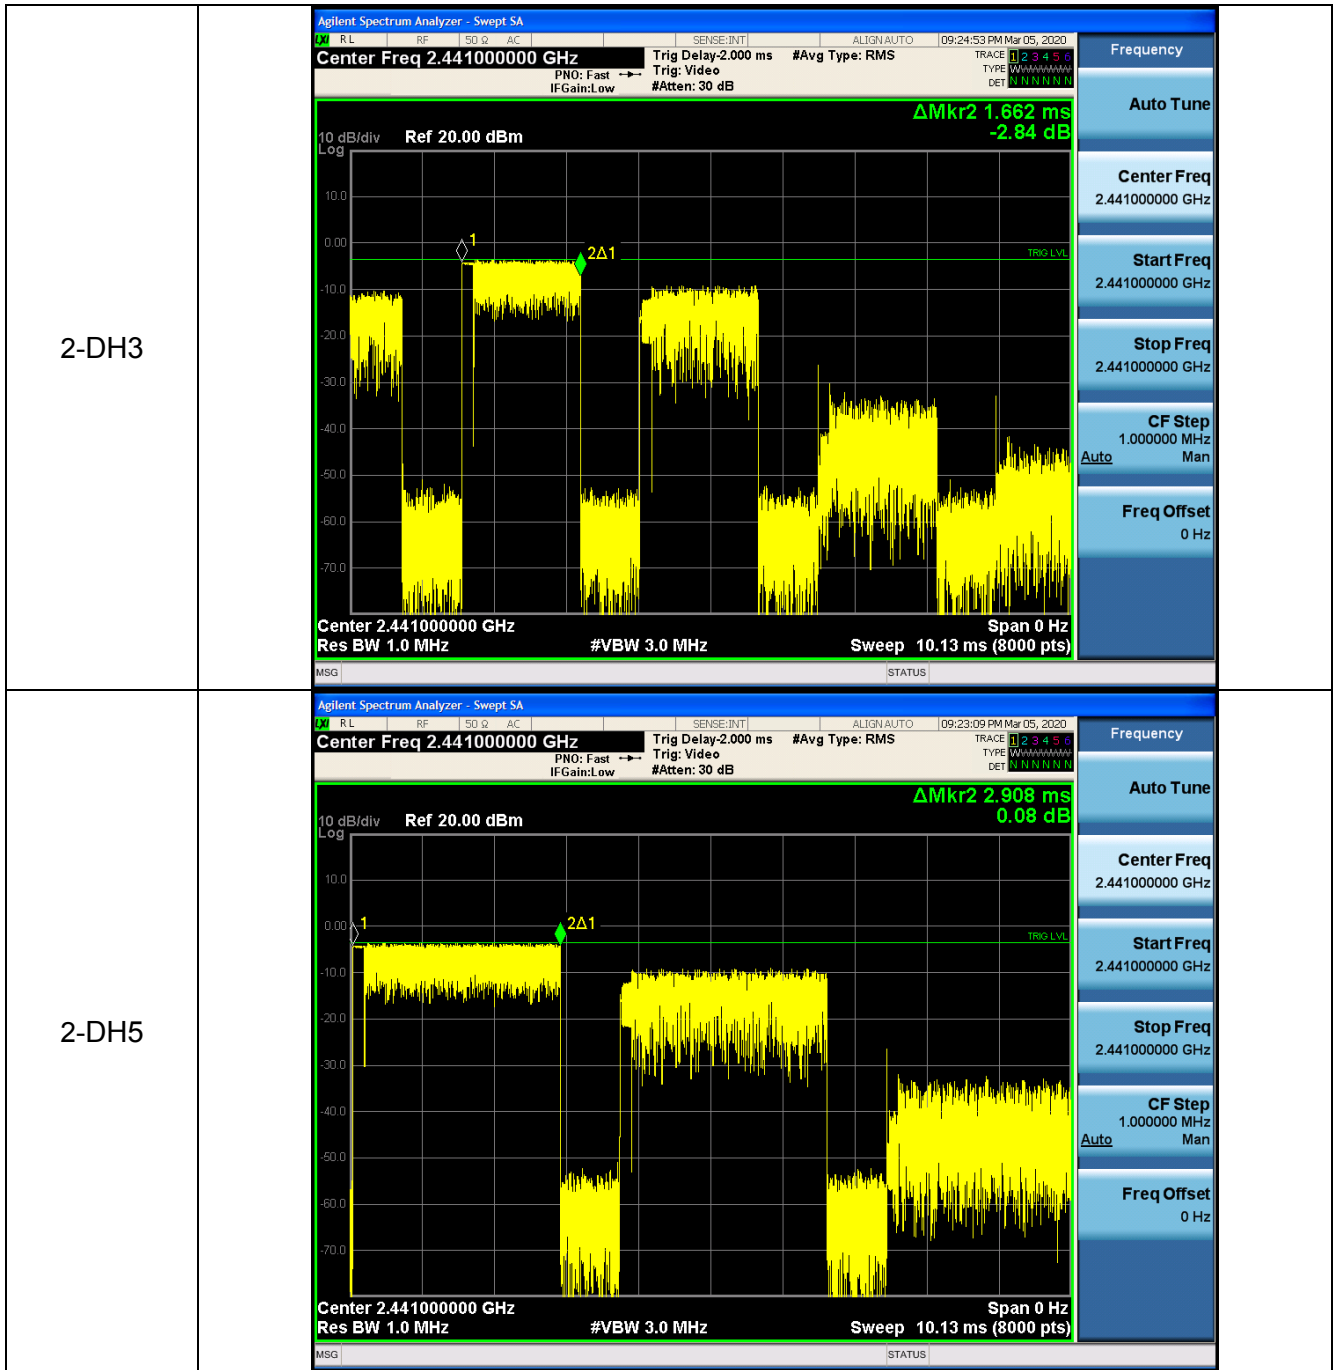 2-DH3
Agilent Spectrum Analyzer - Swept SA
LXI RL RF 50 Ω AC SENSE:INT ALIGN AUTO 09:24:53 PM Mar 05, 2020
Center Freq 2.441000000 GHz
PNO: Fast
IFGain:Low
Trig Delay-2.000 ms
Trig: Video
#Atten: 30 dB
#Avg Type: RMS
TRACE 1 2 3 4 5 6
TYPE WWWWWW
DET N N N N N N
ΔMkr2 1.662 ms
-2.84 dB
10 dB/div
Log
Ref 20.00 dBm
10.0
0.00
-10.0
-20.0
-30.0
-40.0
-50.0
-60.0
-70.0
1
2Δ1
TRIG LVL
Center 2.441000000 GHz
Span 0 Hz
Res BW 1.0 MHz
#VBW 3.0 MHz
Sweep 10.13 ms (8000 pts)
MSG
STATUS
Frequency
Auto Tune
Center Freq
2.441000000 GHz
Start Freq
2.441000000 GHz
Stop Freq
2.441000000 GHz
CF Step
1.000000 MHz
Auto Man
Freq Offset
0 Hz
2-DH5
Agilent Spectrum Analyzer - Swept SA
LXI RL RF 50 Ω AC SENSE:INT ALIGN AUTO 09:23:09 PM Mar 05, 2020
Center Freq 2.441000000 GHz
PNO: Fast
IFGain:Low
Trig Delay-2.000 ms
Trig: Video
#Atten: 30 dB
#Avg Type: RMS
TRACE 1 2 3 4 5 6
TYPE WWWWWW
DET N N N N N N
ΔMkr2 2.908 ms
0.08 dB
10 dB/div
Log
Ref 20.00 dBm
10.0
0.00
-10.0
-20.0
-30.0
-40.0
-50.0
-60.0
-70.0
1
2Δ1
TRIG LVL
Center 2.441000000 GHz
Span 0 Hz
Res BW 1.0 MHz
#VBW 3.0 MHz
Sweep 10.13 ms (8000 pts)
MSG
STATUS
Frequency
Auto Tune
Center Freq
2.441000000 GHz
Start Freq
2.441000000 GHz
Stop Freq
2.441000000 GHz
CF Step
1.000000 MHz
Auto Man
Freq Offset
0 Hz